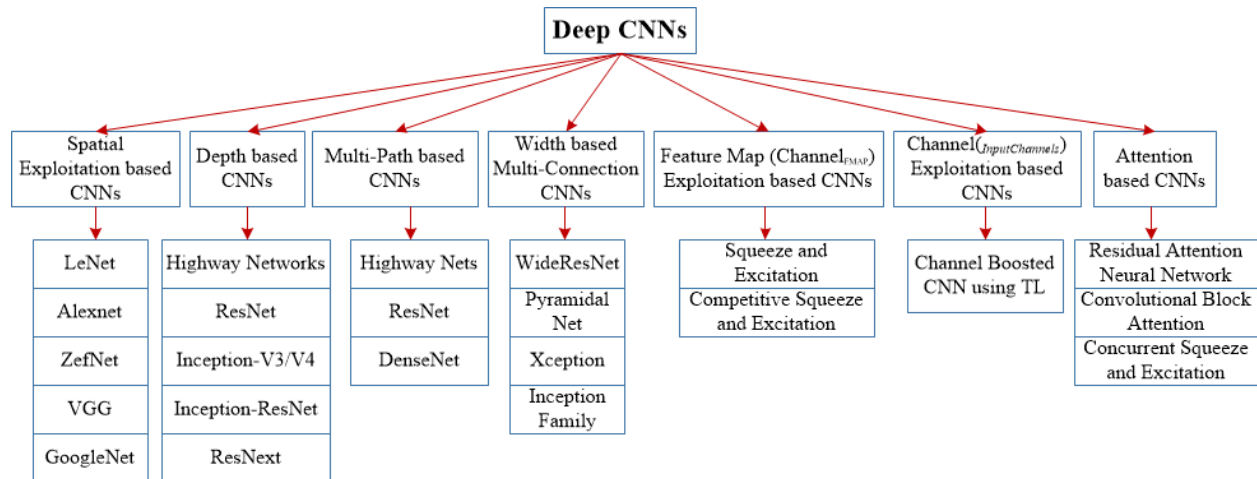 Deep CNNs
Spatial
Exploitation based
CNNs
Depth based
CNNs
Multi-Path based
CNNs
Width based
Multi-Connection
CNNs
Feature Map (ChannelFMAP)
Exploitation based CNNs
Channel(InputChannels)
Exploitation based
CNNs
Attention
based CNNs
LeNet
Alexnet
ZefNet
VGG
GoogleNet
Highway Networks
ResNet
Inception-V3/V4
Inception-ResNet
ResNext
Highway Nets
ResNet
DenseNet
WideResNet
Pyramidal
Net
Xception
Inception
Family
Squeeze and
Excitation
Competitive Squeeze
and Excitation
Channel Boosted
CNN using TL
Residual Attention
Neural Network
Convolutional Block
Attention
Concurrent Squeeze
and Excitation